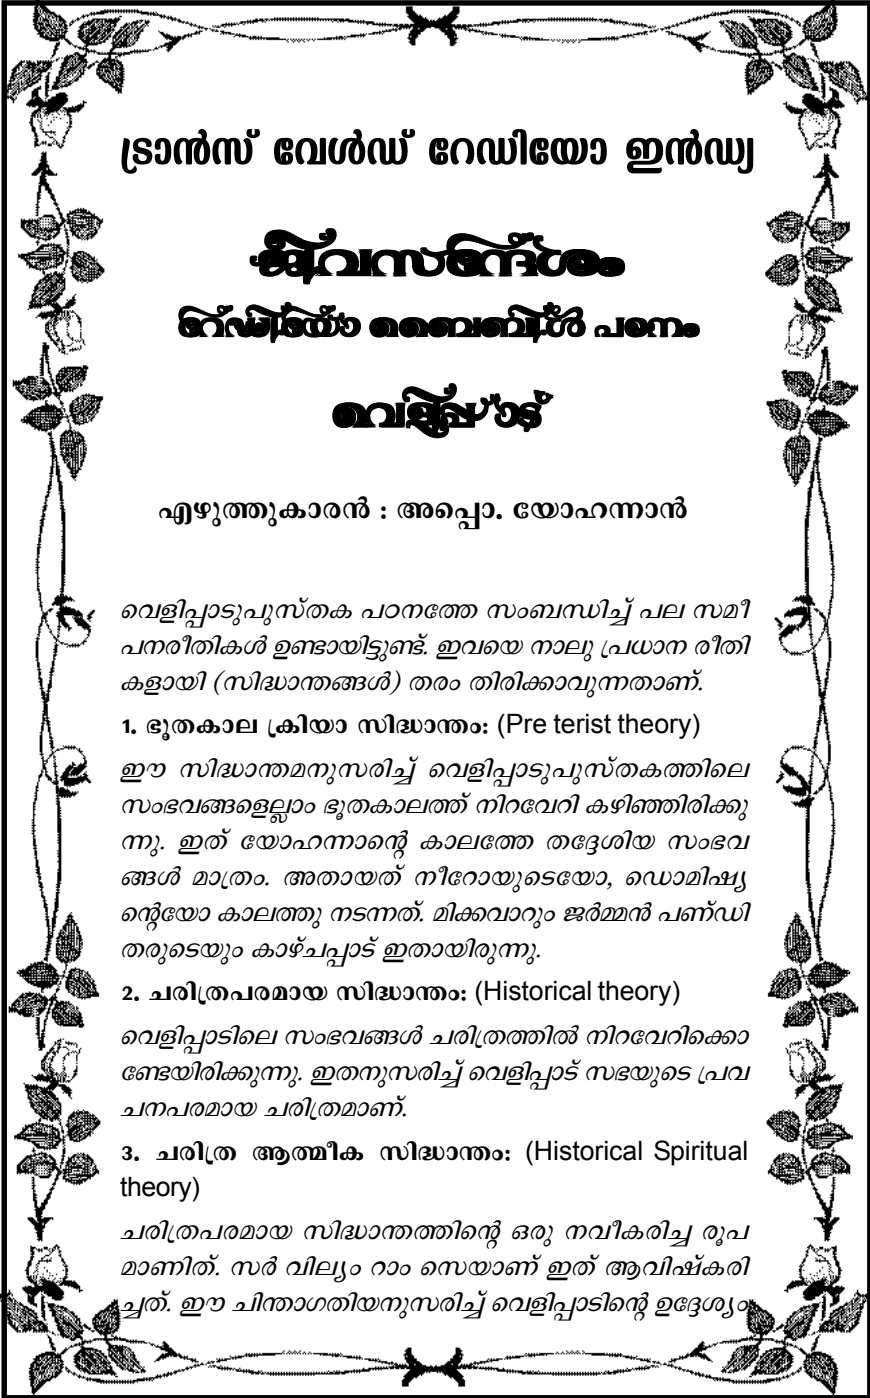 ട്രാൻസ് വേൾഡ് റേഡിയോ ഇൻഡ്യ
ജീവസന്ദേശം
റേഡിയോ ബൈബിൾ പഠനം
വെളിപ്പാട്
എഴുത്തുകാരൻ : അപ്പൊ. യോഹന്നാൻ
വെളിപ്പാടുപുസ്തക പഠനത്തേ സംബന്ധിച്ച് പല സമീ
പനരീതികൾ ഉണ്ടായിട്ടുണ്ട്. ഇവയെ നാലു പ്രധാന രീതി
കളായി (സിദ്ധാന്തങ്ങൾ) തരം തിരിക്കാവുന്നതാണ്.
1. ഭൂതകാല ക്രിയാ സിദ്ധാന്തം: (Pre terist theory)
ഈ സിദ്ധാന്തമനുസരിച്ച് വെളിപ്പാടുപുസ്തകത്തിലെ
സംഭവങ്ങളെല്ലാം ഭൂതകാലത്ത് നിറവേറി കഴിഞ്ഞിരിക്കു
ന്നു. ഇത് യോഹന്നാന്റെ കാലത്തേ തദ്ദേശിയ സംഭവ
ങ്ങൾ മാത്രം. അതായത് നീറോയുടെയോ, ഡൊമിഷ്യ
ന്റെയോ കാലത്തു നടന്നത്. മിക്കവാറും ജർമ്മൻ പണ്ഡി
തരുടെയും കാഴ്ചപ്പാട് ഇതായിരുന്നു.
2. ചരിത്രപരമായ സിദ്ധാന്തം: (Historical theory)
വെളിപ്പാടിലെ സംഭവങ്ങൾ ചരിത്രത്തിൽ നിറവേറിക്കൊ
ണ്ടേയിരിക്കുന്നു. ഇതനുസരിച്ച് വെളിപ്പാട് സഭയുടെ പ്രവ
ചനപരമായ ചരിത്രമാണ്.
3. ചരിത്ര ആത്മീക സിദ്ധാന്തം: (Historical Spiritual
theory)
ചരിത്രപരമായ സിദ്ധാന്തത്തിന്റെ ഒരു നവീകരിച്ച രൂപ
മാണിത്. സർ വില്യം റാം സെയാണ് ഇത് ആവിഷ്കരി
ച്ചത്. ഈ ചിന്താഗതിയനുസരിച്ച് വെളിപ്പാടിന്റെ ഉദ്ദേശ്യം